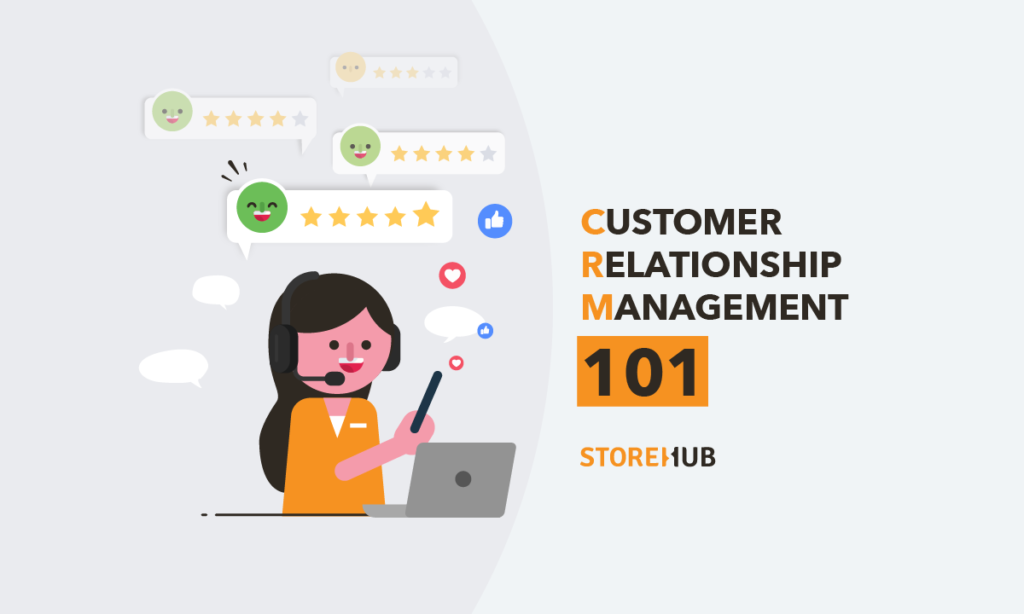 CUSTOMER
RELATIONSHIP
MANAGEMENT
101
STOREHUB